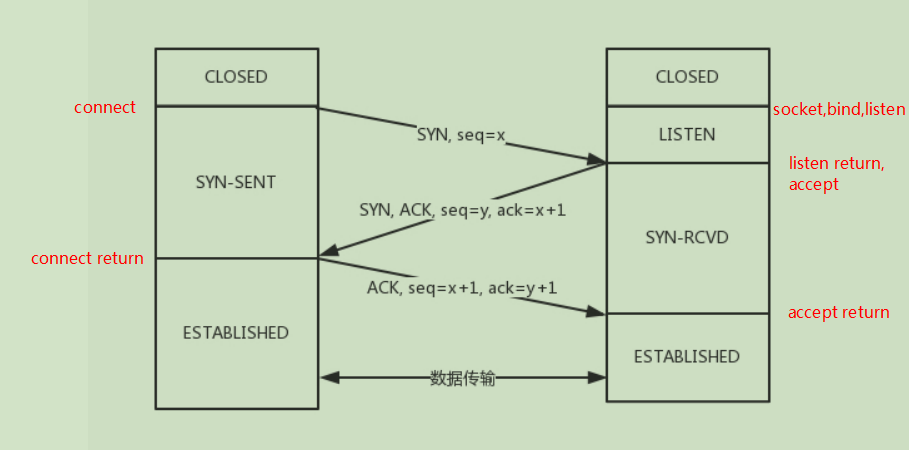 CLOSED
CLOSED
connect
socket,bind,listen
SYN, seq=x
LISTEN
listen return,
accept
SYN-SENT
SYN, ACK, seq=y, ack=x+1
SYN-RCVD
connect return
ACK, seq=x+1, ack=y+1
accept return
ESTABLISHED
ESTABLISHED
数据传输